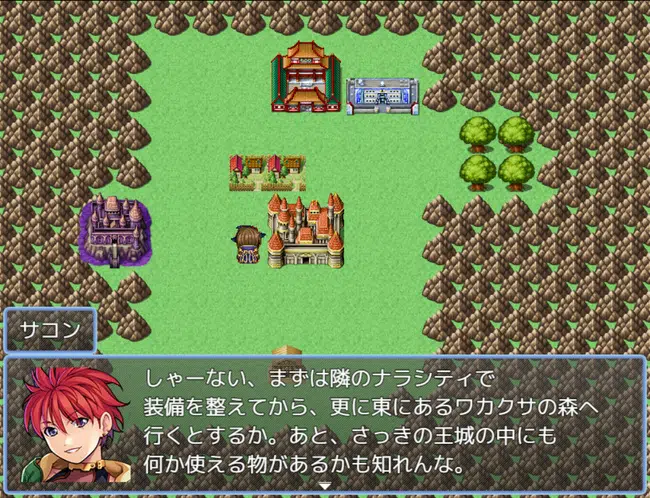 サコン
しゃーない、まずは隣のナラシティで
装備を整えてから、更に東にあるワカクサの森へ
行くとするか。あと、さっきの王城の中にも
何か使える物があるかも知れんな。